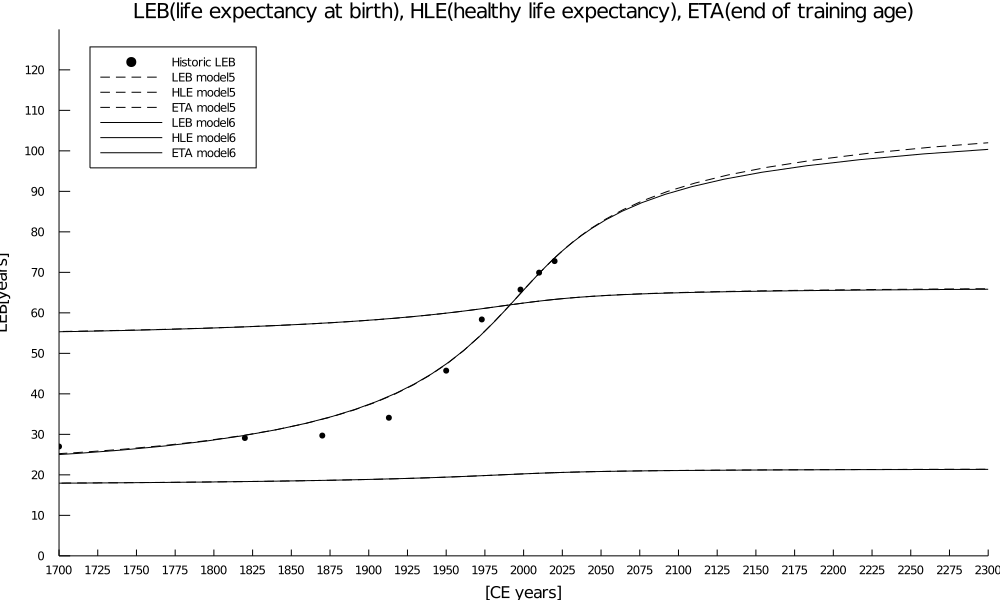 LEB(life expectancy at birth), HLE(healthy life expectancy), ETA(end of training age)
Historic LEB
LEB model5
HLE model5
ETA model5
LEB model6
HLE model6
ETA model6
120
110
100
90
80
70
60
50
40
30
20
10
0
LEB[years]
1700 1725 1750 1775 1800 1825 1850 1875 1900 1925 1950 1975 2000 2025 2050 2075 2100 2125 2150 2175 2200 2225 2250 2275 2300
[CE years]